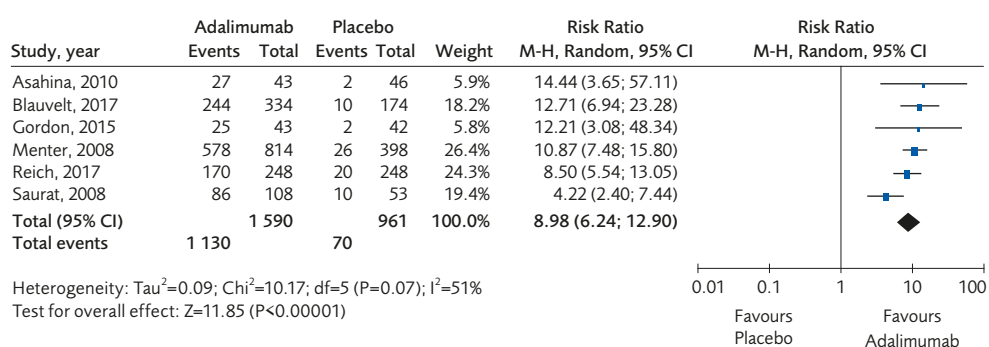 Adalimumab Placebo Risk Ratio Risk Ratio
Study, year Events Total Events Total Weight M-H, Random, 95% CI M-H, Random, 95% CI
Asahina, 2010 27 43 2 46 5.9% 14.44 (3.65; 57.11)
Blauvelt, 2017 244 334 10 174 18.2% 12.71 (6.94; 23.28)
Gordon, 2015 25 43 2 42 5.8% 12.21 (3.08; 48.34)
Menter, 2008 578 814 26 398 26.4% 10.87 (7.48; 15.80)
Reich, 2017 170 248 20 248 24.3% 8.50 (5.54; 13.05)
Saurat, 2008 86 108 10 53 19.4% 4.22 (2.40; 7.44)
Total (95% CI) 1 590 961 100.0% 8.98 (6.24; 12.90)
Total events 1 130 70
Heterogeneity: Tau²=0.09; Chi²=10.17; df=5 (P=0.07); I²=51%
Test for overall effect: Z=11.85 (P<0.00001)
0.01 0.1 1 10 100
Favours Favours
Placebo Adalimumab